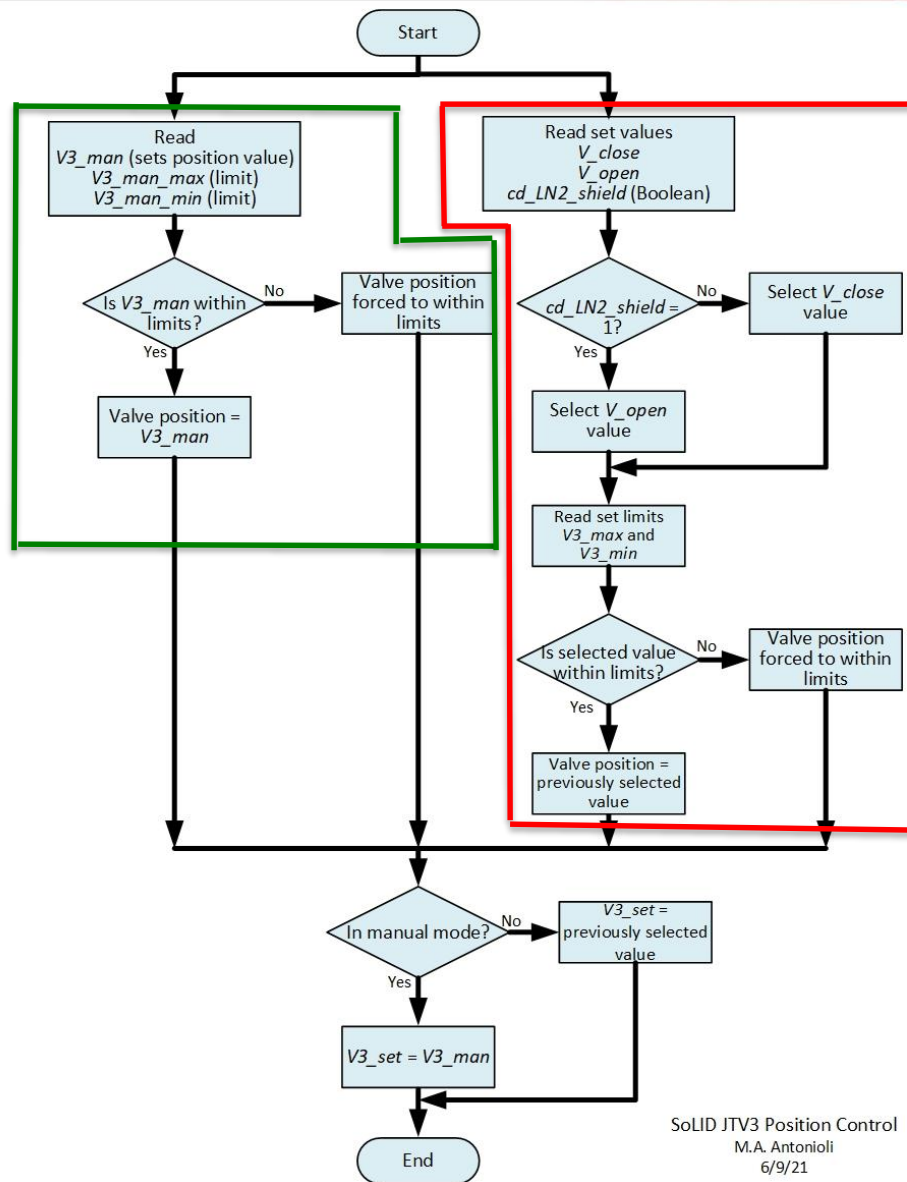 Start
Read
V3_man (sets position value)
V3_man_max (limit)
V3_man_min (limit)
Is V3_man within
limits?
No
Valve position
forced to within
limits
Yes
Valve position =
V3_man
Read set values
V_close
V_open
cd_LN2_shield (Boolean)
cd_LN2_shield =
1?
No
Select V_close
value
Yes
Select V_open
value
Read set limits
V3_max and
V3_min
Is selected value
within limits?
No
Valve position
forced to within
limits
Yes
Valve position =
previously selected
value
In manual mode?
No
V3_set =
previously selected
value
Yes
V3_set = V3_man
End
SoLID JTV3 Position Control
M.A. Antonioli
6/9/21